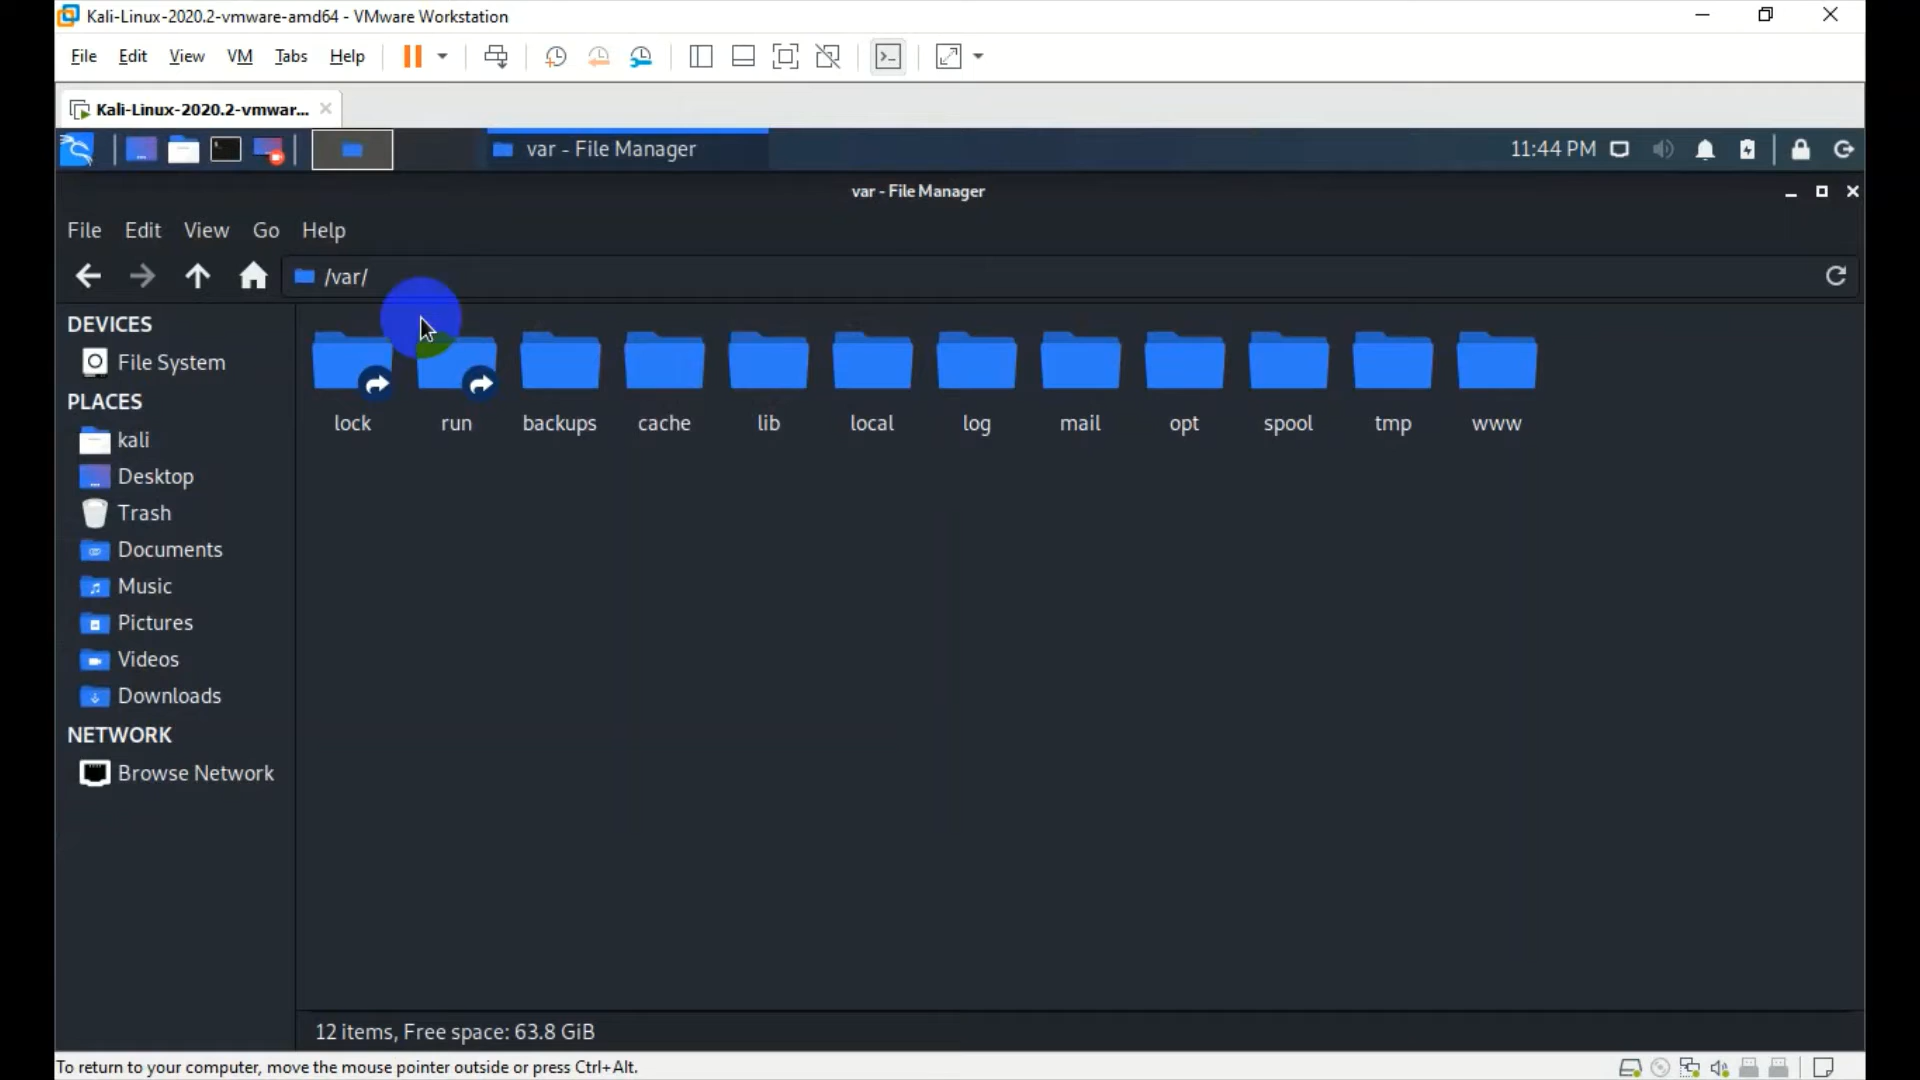 Kali-Linux-2020.2-vmware-amd64 - VMware Workstation
File Edit View VM Tabs Help
Kali-Linux-2020.2-vmwar...
var - File Manager 11:44 PM
var - File Manager
File Edit View Go Help
/var/
DEVICES
File System
PLACES
kali
Desktop
Trash
Documents
Music
Pictures
Videos
Downloads
NETWORK
Browse Network
lock run backups cache lib local log mail opt spool tmp www
12 items, Free space: 63.8 GiB
To return to your computer, move the mouse pointer outside or press Ctrl+Alt.